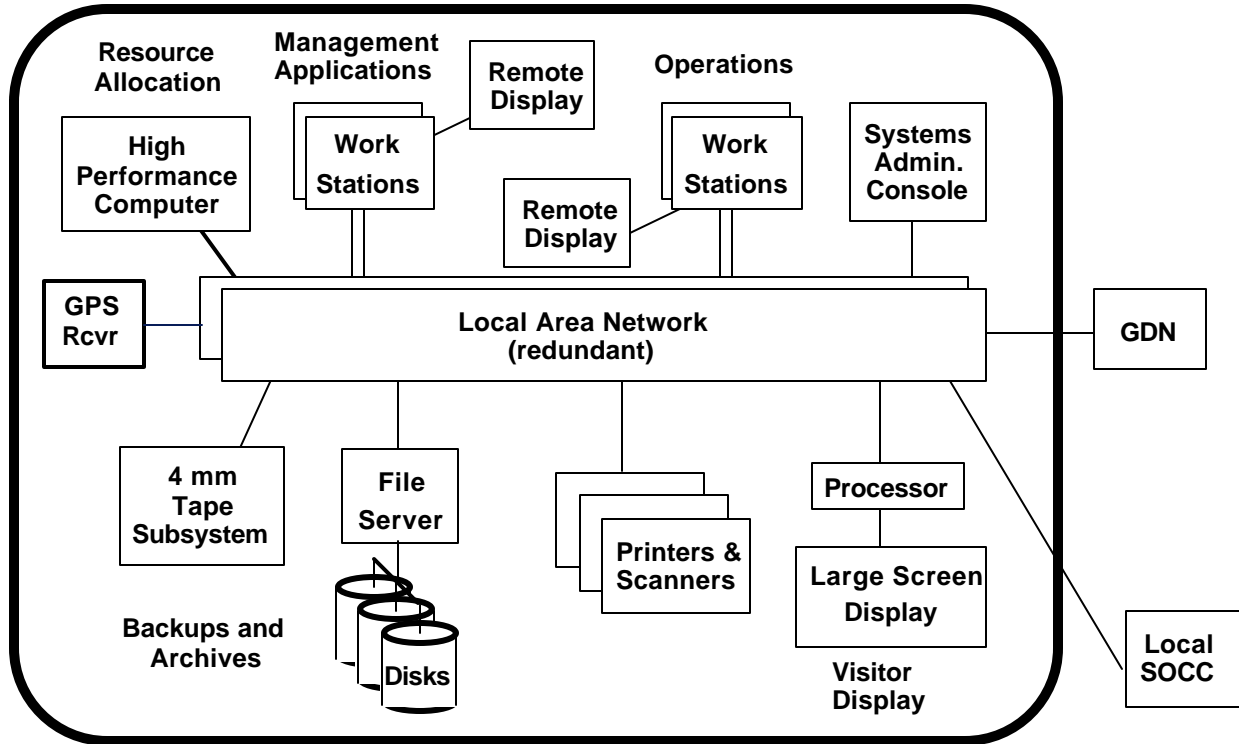 Resource
Allocation
Management
Applications
Remote
Display
Operations
High
Performance
Computer
Work
Stations
Remote
Display
Work
Stations
Systems
Admin.
Console
GPS
Rcvr
Local Area Network
(redundant)
GDN
4 mm
Tape
Subsystem
File
Server
Printers &
Scanners
Processor
Large Screen
Display
Backups and
Archives
Disks
Visitor
Display
Local
SOCC